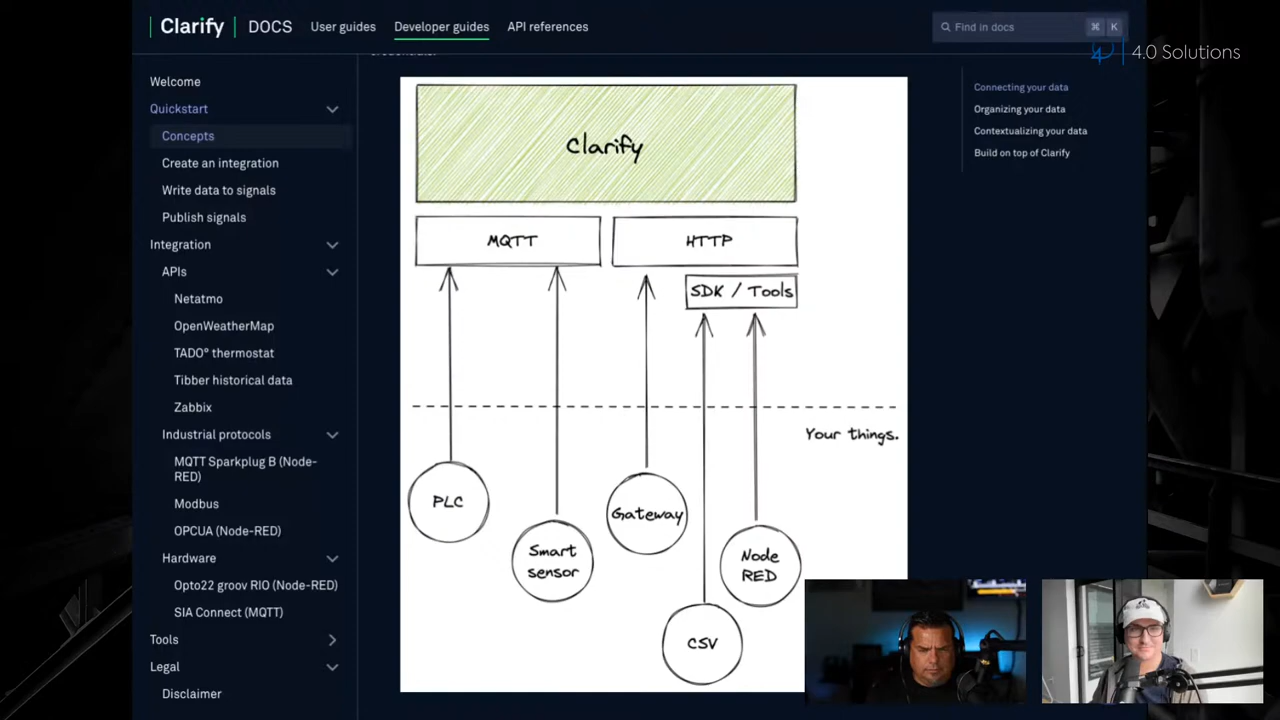 Clarify DOCS User guides Developer guides API references
Find in docs ⌘ K
4.0 Solutions
Welcome
Quickstart
Concepts
Create an integration
Write data to signals
Publish signals
Integration
APIs
Netatmo
OpenWeatherMap
TADO° thermostat
Tibber historical data
Zabbix
Industrial protocols
MQTT Sparkplug B (Node-
RED)
Modbus
OPCUA (Node-RED)
Hardware
Opto22 groov RIO (Node-RED)
SIA Connect (MQTT)
Tools
Legal
Disclaimer
Clarify
MQTT
HTTP
SDK / Tools
Your things.
PLC
Smart
sensor
Gateway
Node
RED
CSV
Connecting your data
Organizing your data
Contextualizing your data
Build on top of Clarify